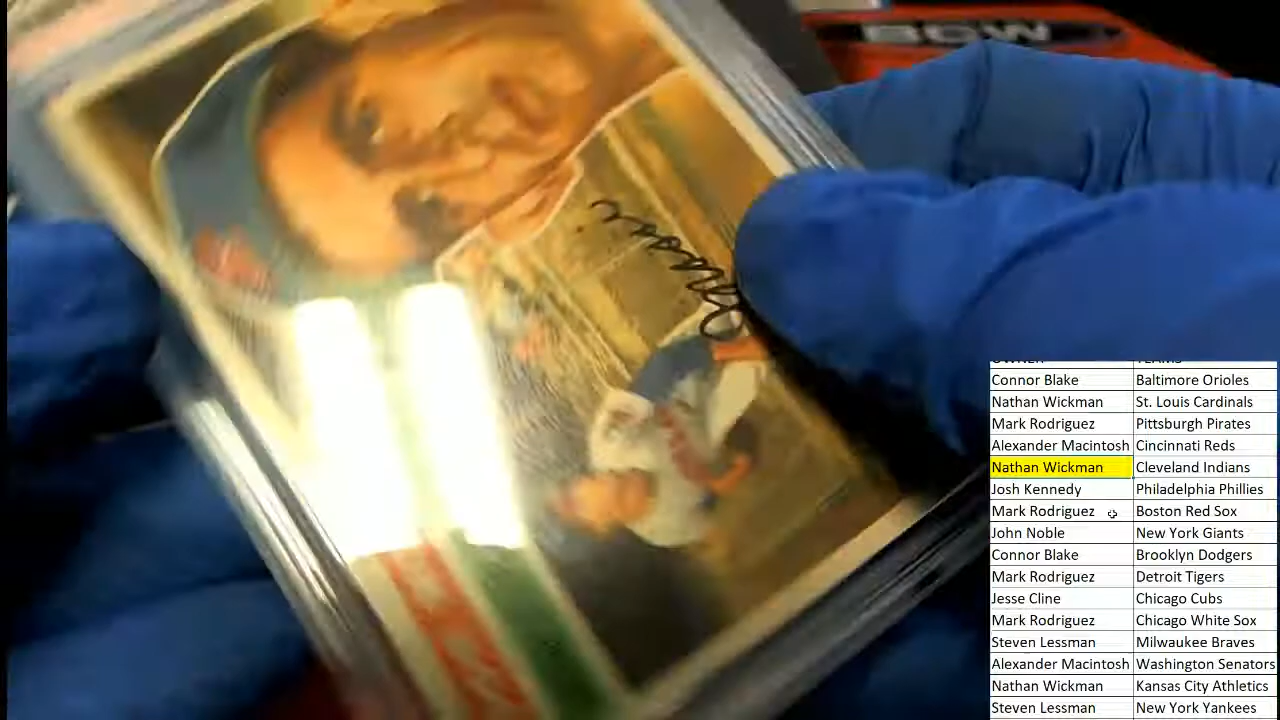 BCW
OWNER TEAMS
Connor Blake Baltimore Orioles
Nathan Wickman St. Louis Cardinals
Mark Rodriguez Pittsburgh Pirates
Alexander Macintosh Cincinnati Reds
Nathan Wickman Cleveland Indians
Josh Kennedy Philadelphia Phillies
Mark Rodriguez Boston Red Sox
John Noble New York Giants
Connor Blake Brooklyn Dodgers
Mark Rodriguez Detroit Tigers
Jesse Cline Chicago Cubs
Mark Rodriguez Chicago White Sox
Steven Lessman Milwaukee Braves
Alexander Macintosh Washington Senators
Nathan Wickman Kansas City Athletics
Steven Lessman New York Yankees